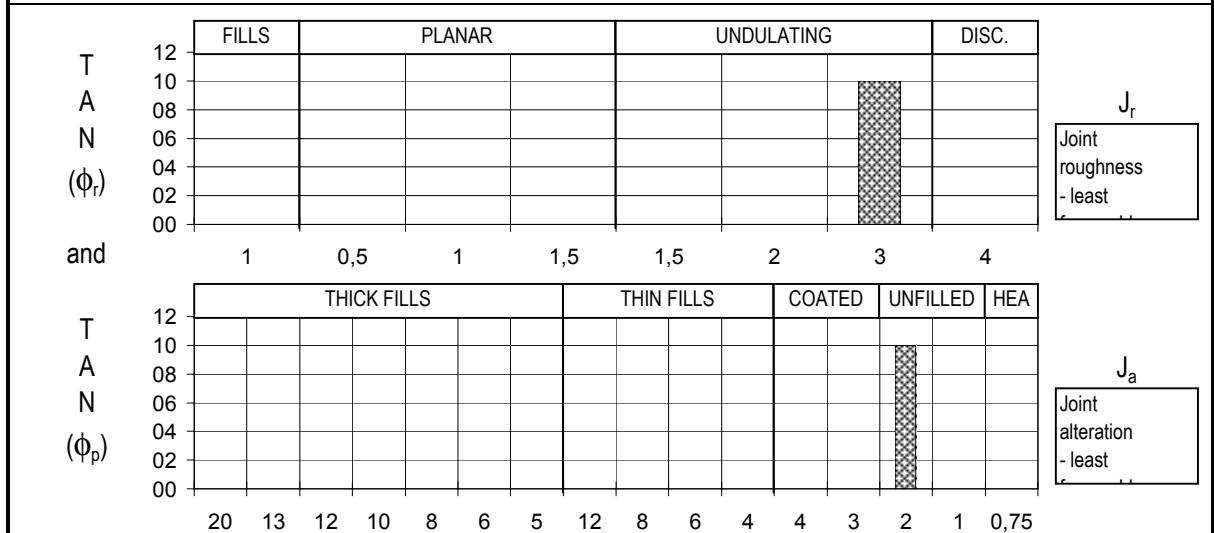 FILLS PLANAR UNDULATING DISC.
12
10
08
06
04
02
00
T
A
N
(ϕr)
Jr
Joint
roughness
- least
1 0,5 1 1,5 1,5 2 3 4
and
THICK FILLS THIN FILLS COATED UNFILLED HEA
12
10
08
06
04
02
00
T
A
N
(ϕp)
Ja
Joint
alteration
- least
20 13 12 10 8 6 5 12 8 6 4 4 3 2 1 0,75